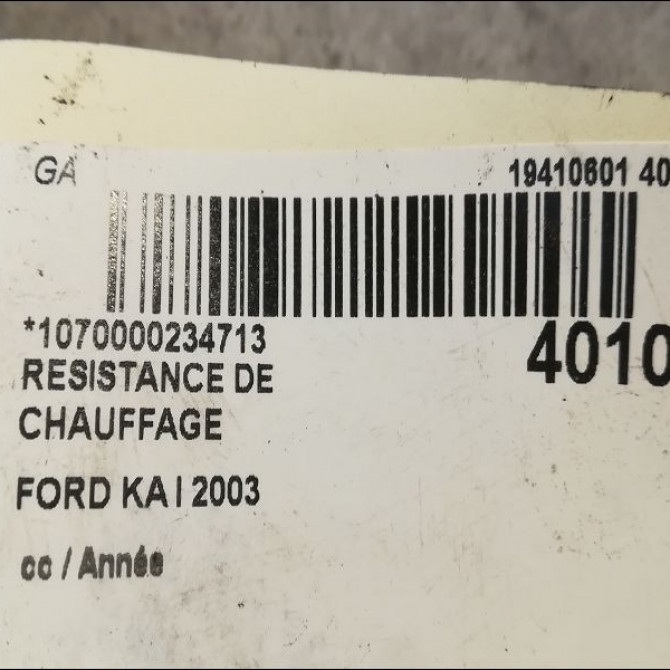 GA
19410601 40
*1070000234713
4010
RESISTANCE DE
CHAUFFAGE
FORD KA I 2003
cc / Année